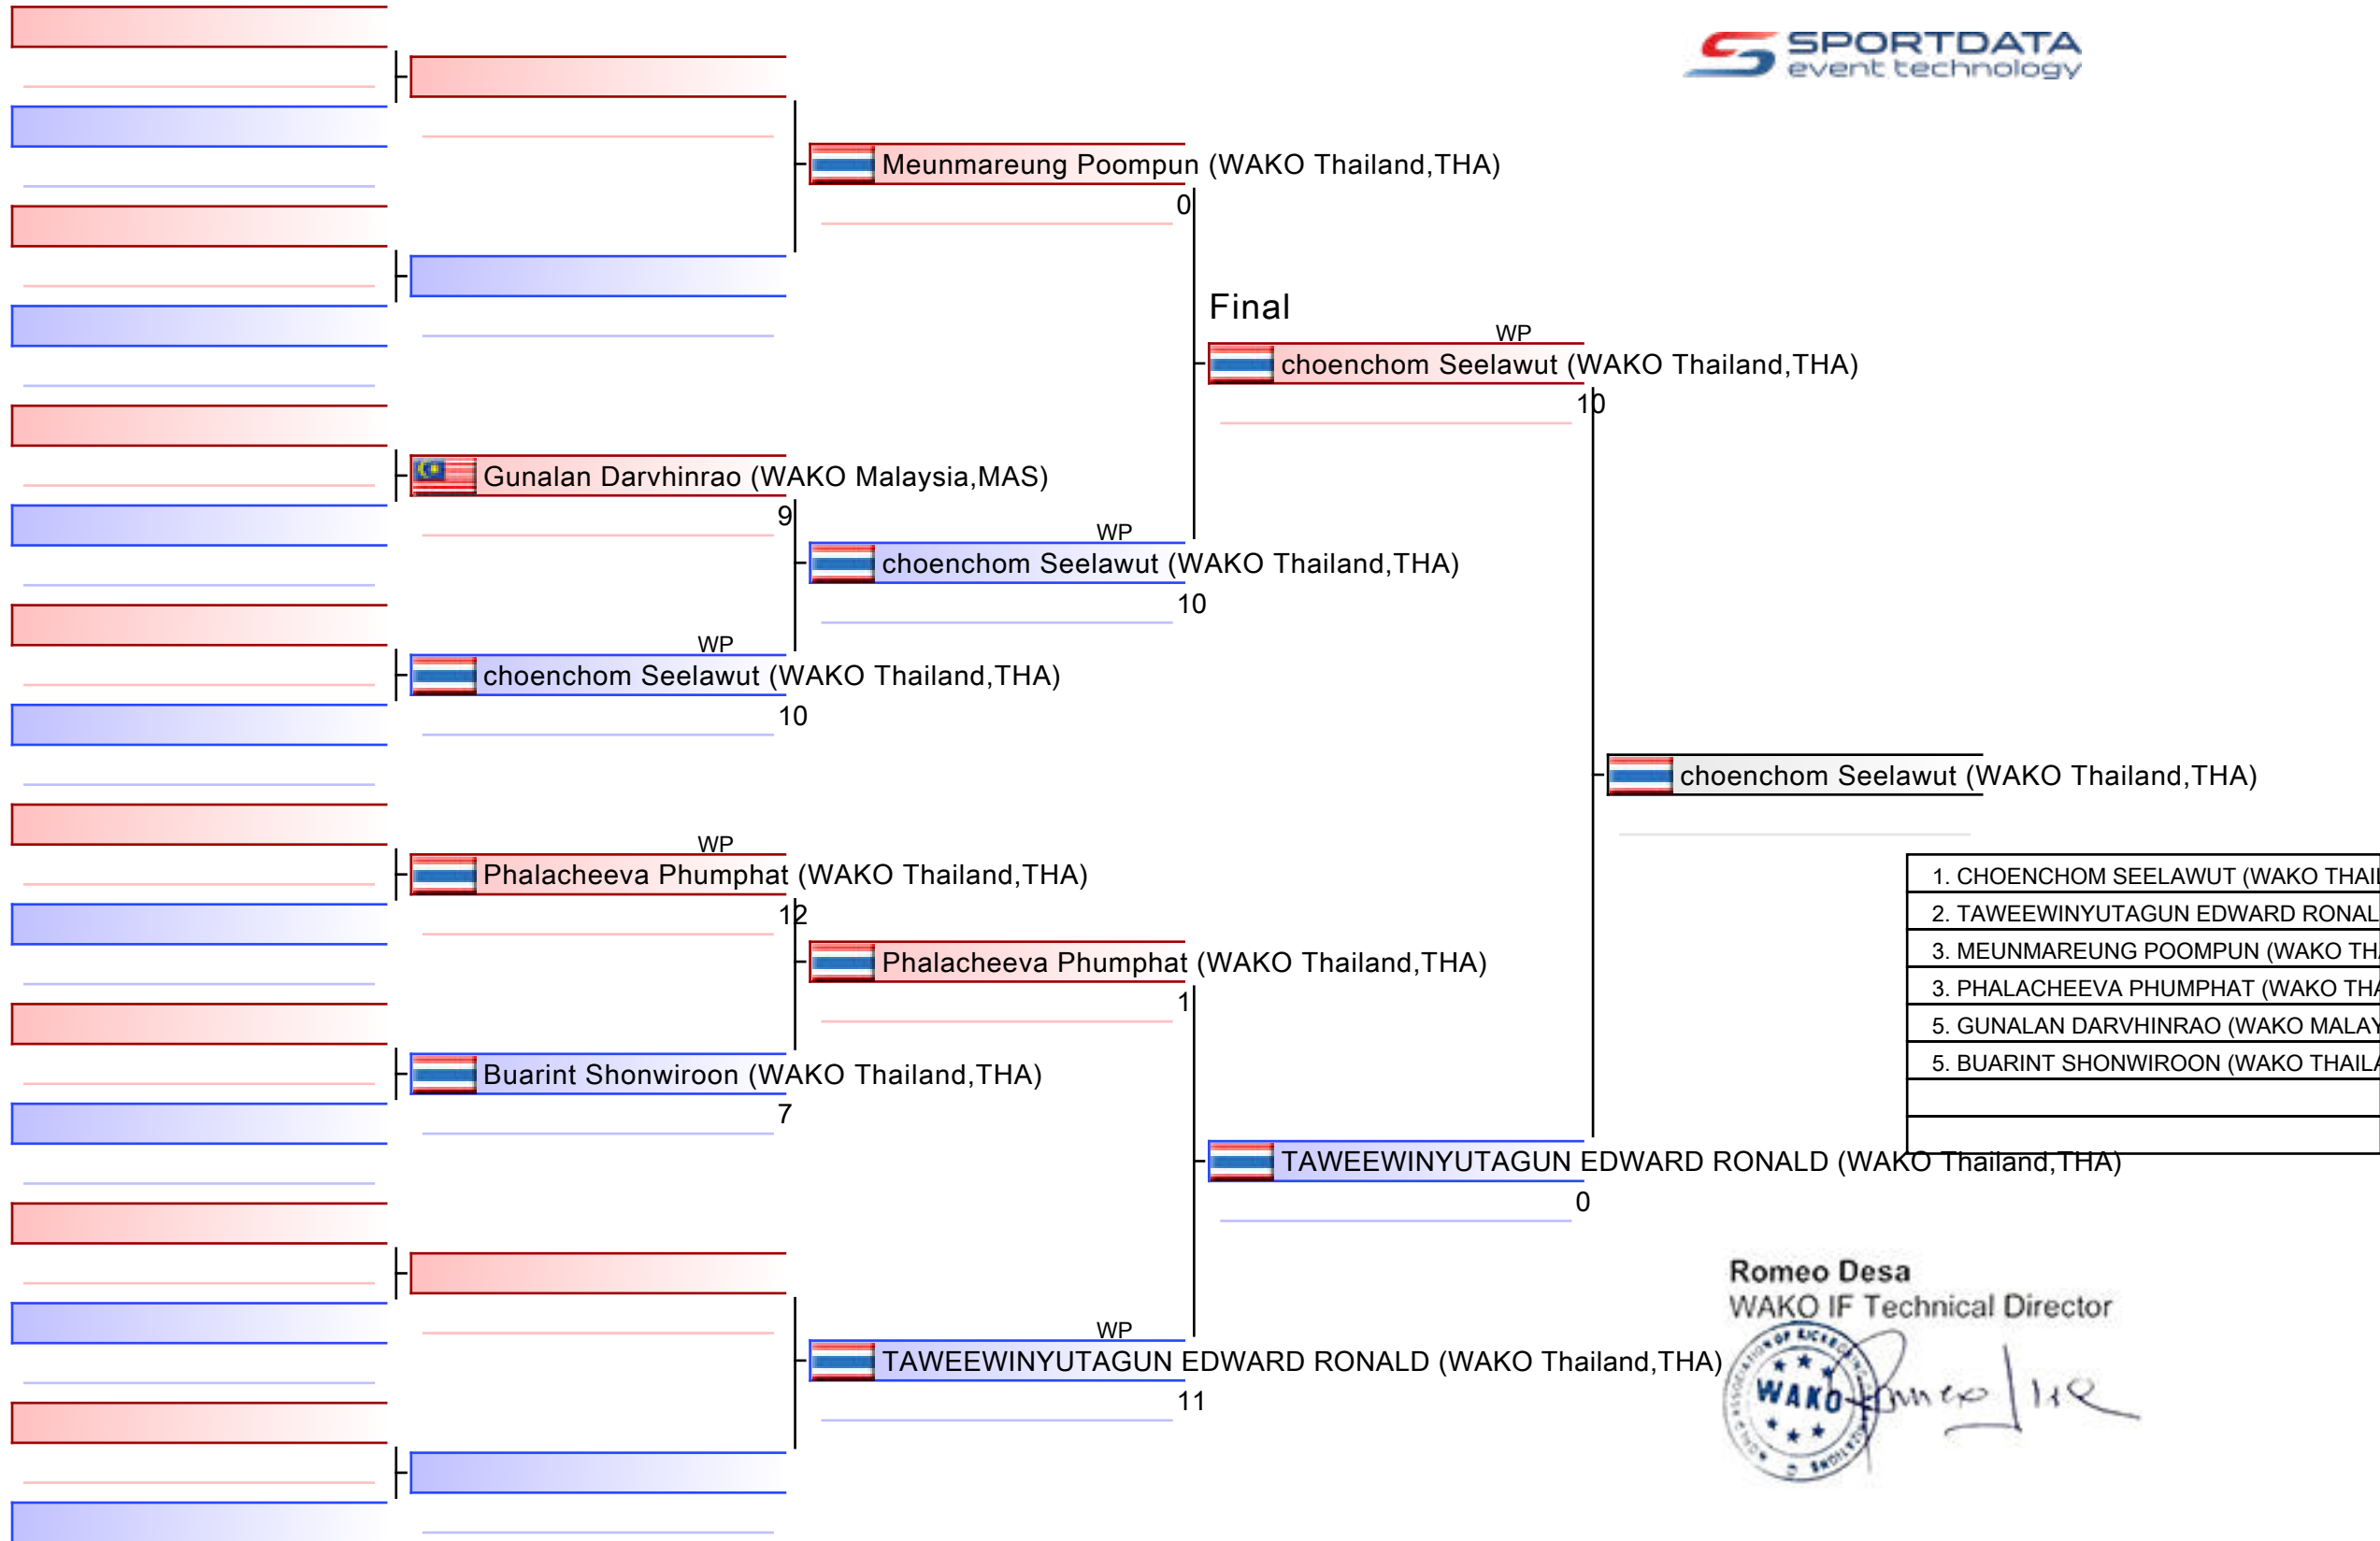 SPORTDATA
event technology
Meunmareung Poompun (WAKO Thailand,THA)
0
Final
WP
choenchom Seelawut (WAKO Thailand,THA)
10
Gunalan Darvhinrao (WAKO Malaysia,MAS)
9
WP
choenchom Seelawut (WAKO Thailand,THA)
10
WP
choenchom Seelawut (WAKO Thailand,THA)
10
choenchom Seelawut (WAKO Thailand,THA)
WP
Phalacheeva Phumphat (WAKO Thailand,THA)
12
1. CHOENCHOM SEELAWUT (WAKO THAIL
2. TAWEEWINYUTAGUN EDWARD RONAL
3. MEUNMAREUNG POOMPUN (WAKO THA
3. PHALACHEEVA PHUMPHAT (WAKO THA
5. GUNALAN DARVHINRAO (WAKO MALAY
5. BUARINT SHONWIROON (WAKO THAILA
Phalacheeva Phumphat (WAKO Thailand,THA)
1
Buarint Shonwiroon (WAKO Thailand,THA)
7
TAWEEWINYUTAGUN EDWARD RONALD (WAKO Thailand,THA)
0
Romeo Desa
WAKO IF Technical Director
WP
TAWEEWINYUTAGUN EDWARD RONALD (WAKO Thailand,THA)
11
WAKO